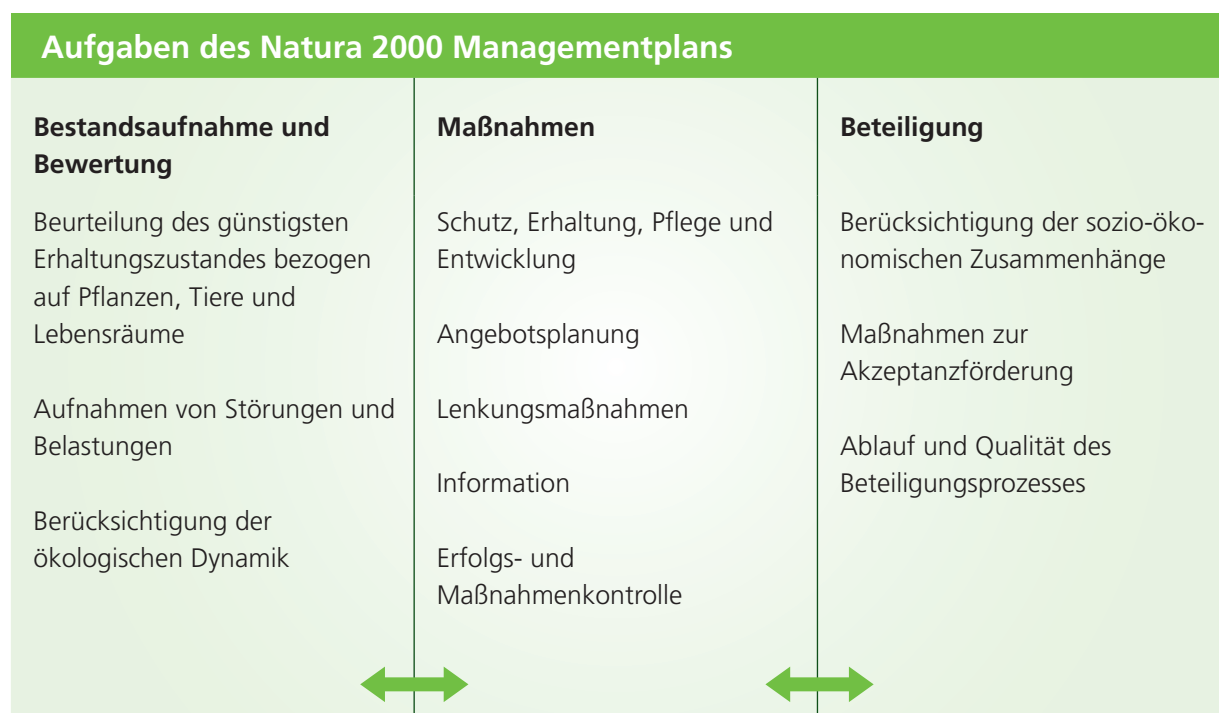 Aufgaben des Natura 2000 Managementplans
Bestandsaufnahme und
Bewertung
Beurteilung des günstigsten
Erhaltungszustandes bezogen
auf Pflanzen, Tiere und
Lebensräume
Aufnahmen von Störungen und
Belastungen
Berücksichtigung der
ökologischen Dynamik
Maßnahmen
Schutz, Erhaltung, Pflege und
Entwicklung
Angebotsplanung
Lenkungsmaßnahmen
Information
Erfolgs- und
Maßnahmenkontrolle
Beteiligung
Berücksichtigung der sozio-öko-
nomischen Zusammenhänge
Maßnahmen zur
Akzeptanzförderung
Ablauf und Qualität des
Beteiligungsprozesses